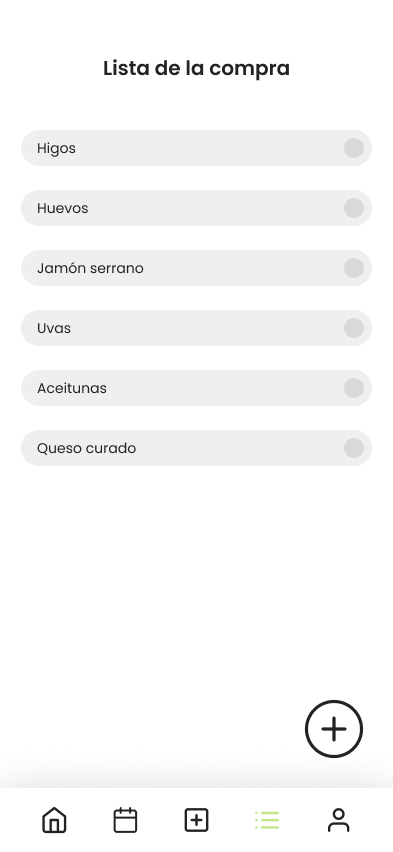 Lista de la compra
Higos
Huevos
Jamón serrano
Uvas
Aceitunas
Queso curado